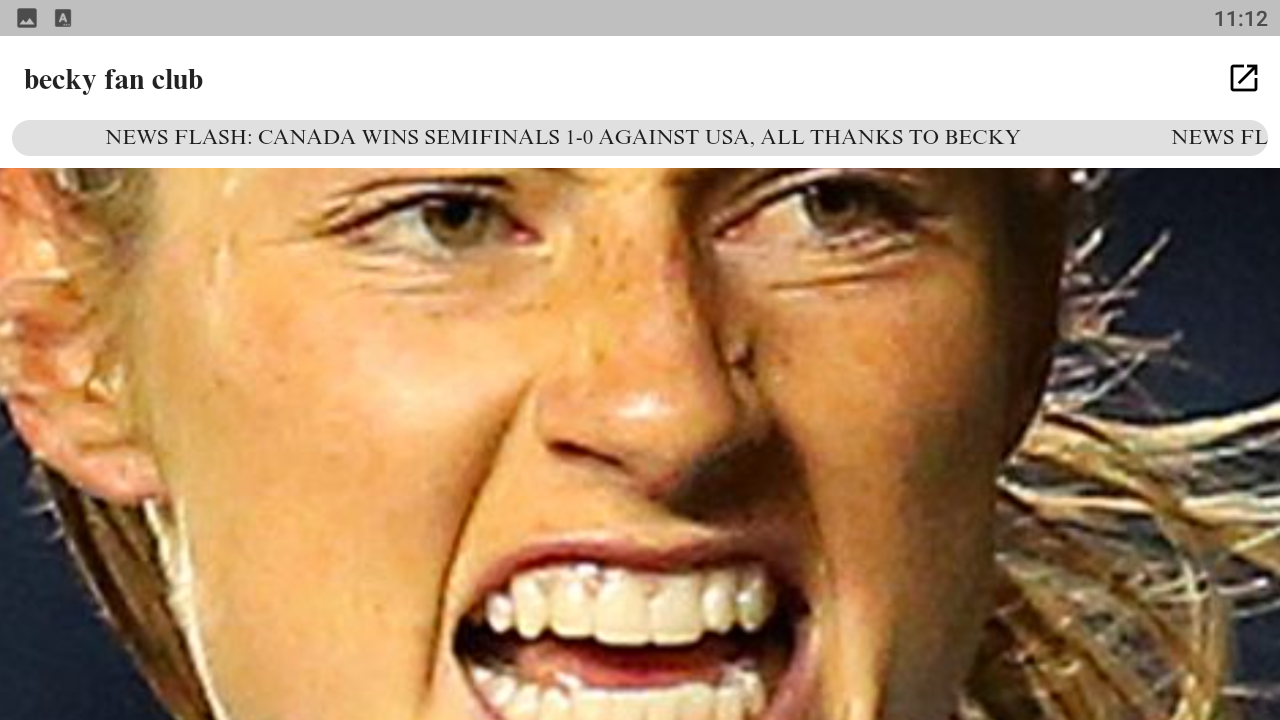 11:12
becky fan club
NEWS FLASH: CANADA WINS SEMIFINALS 1-0 AGAINST USA, ALL THANKS TO BECKY NEWS FL